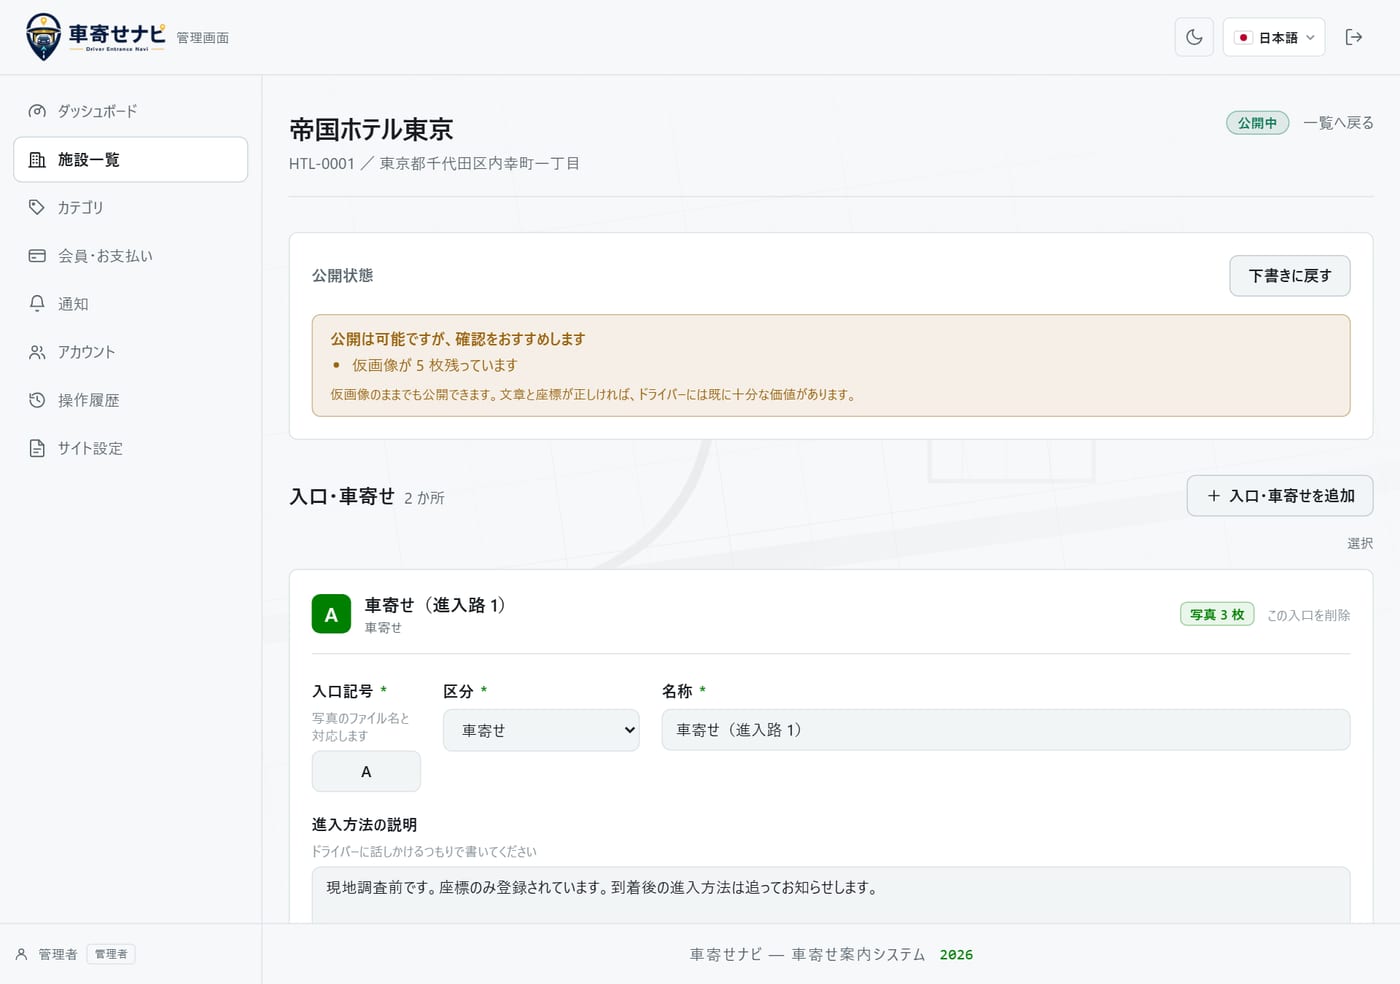 車寄せナビ
Driver Entrance Navi
管理画面
日本語
ダッシュボード
施設一覧
カテゴリ
会員・お支払い
通知
アカウント
操作履歴
サイト設定
帝国ホテル東京
公開中
一覧へ戻る
HTL-0001 ／ 東京都千代田区内幸町一丁目
公開状態
下書きに戻す
公開は可能ですが、確認をおすすめします
• 仮画像が 5 枚残っています
仮画像のままでも公開できます。文章と座標が正しければ、ドライバーには既に十分な価値があります。
入口・車寄せ 2 か所
＋ 入口・車寄せを追加
選択
A
車寄せ（進入路 1）
車寄せ
写真 3 枚
この入口を削除
入口記号 *
写真のファイル名と
対応します
A
区分 *
車寄せ
名称 *
車寄せ（進入路 1）
進入方法の説明
ドライバーに話しかけるつもりで書いてください
現地調査前です。座標のみ登録されています。到着後の進入方法は追ってお知らせします。
管理者 管理者
車寄せナビ — 車寄せ案内システム 2026